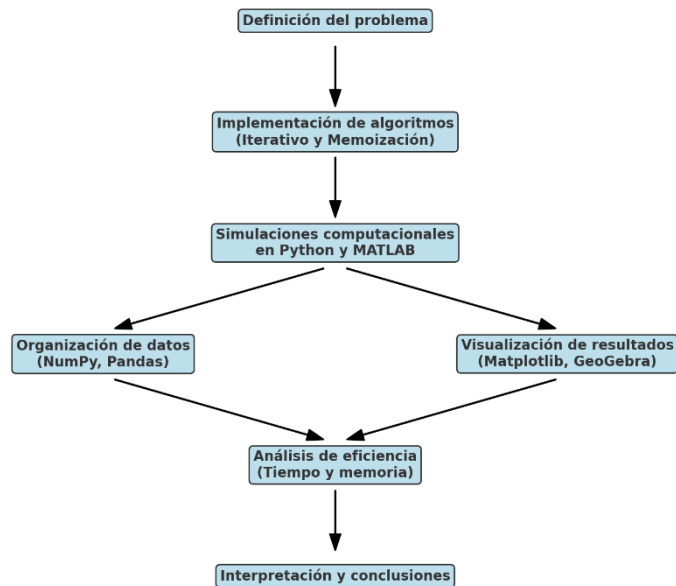 Definición del problema
Implementación de algoritmos
(Iterativo y Memoización)
Simulaciones computacionales
en Python y MATLAB
Organización de datos
(NumPy, Pandas)
Visualización de resultados
(Matplotlib, GeoGebra)
Análisis de eficiencia
(Tiempo y memoria)
Interpretación y conclusiones